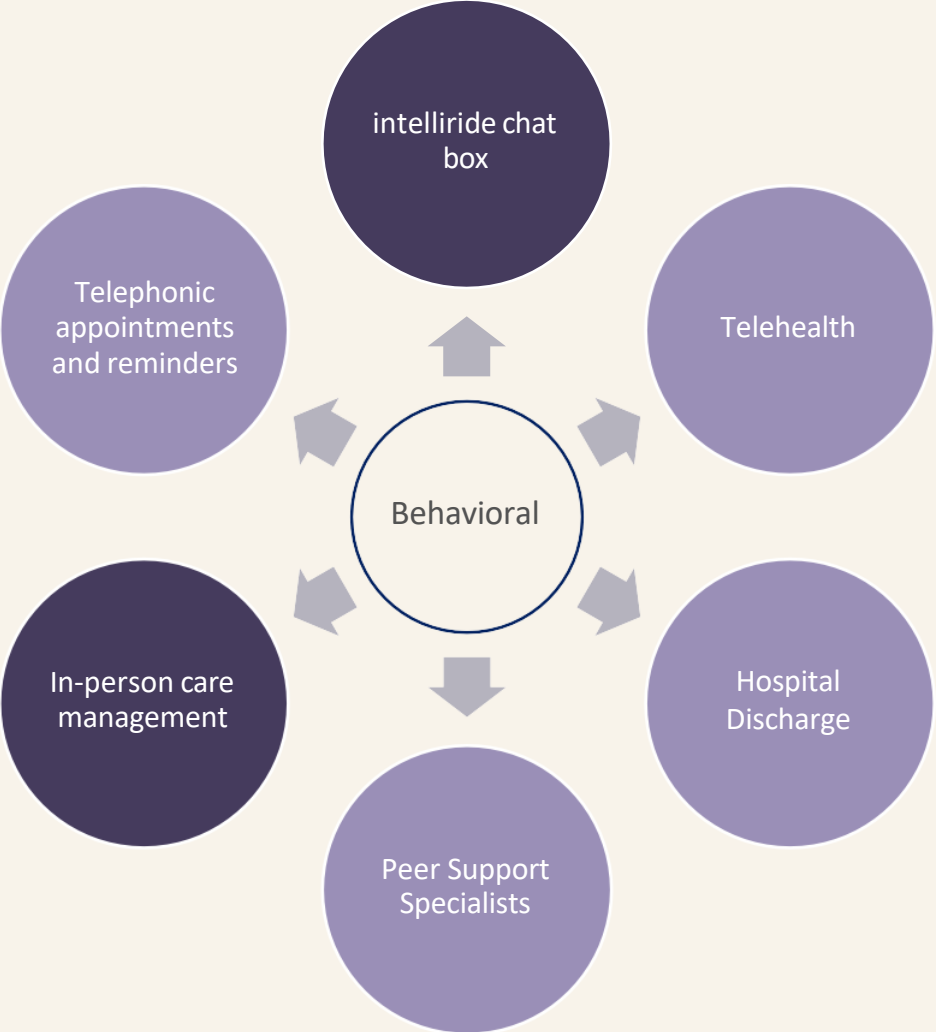 intelliride chat
box
Telephonic
appointments
and reminders
Telehealth
Behavioral
In-person care
management
Hospital
Discharge
Peer Support
Specialists